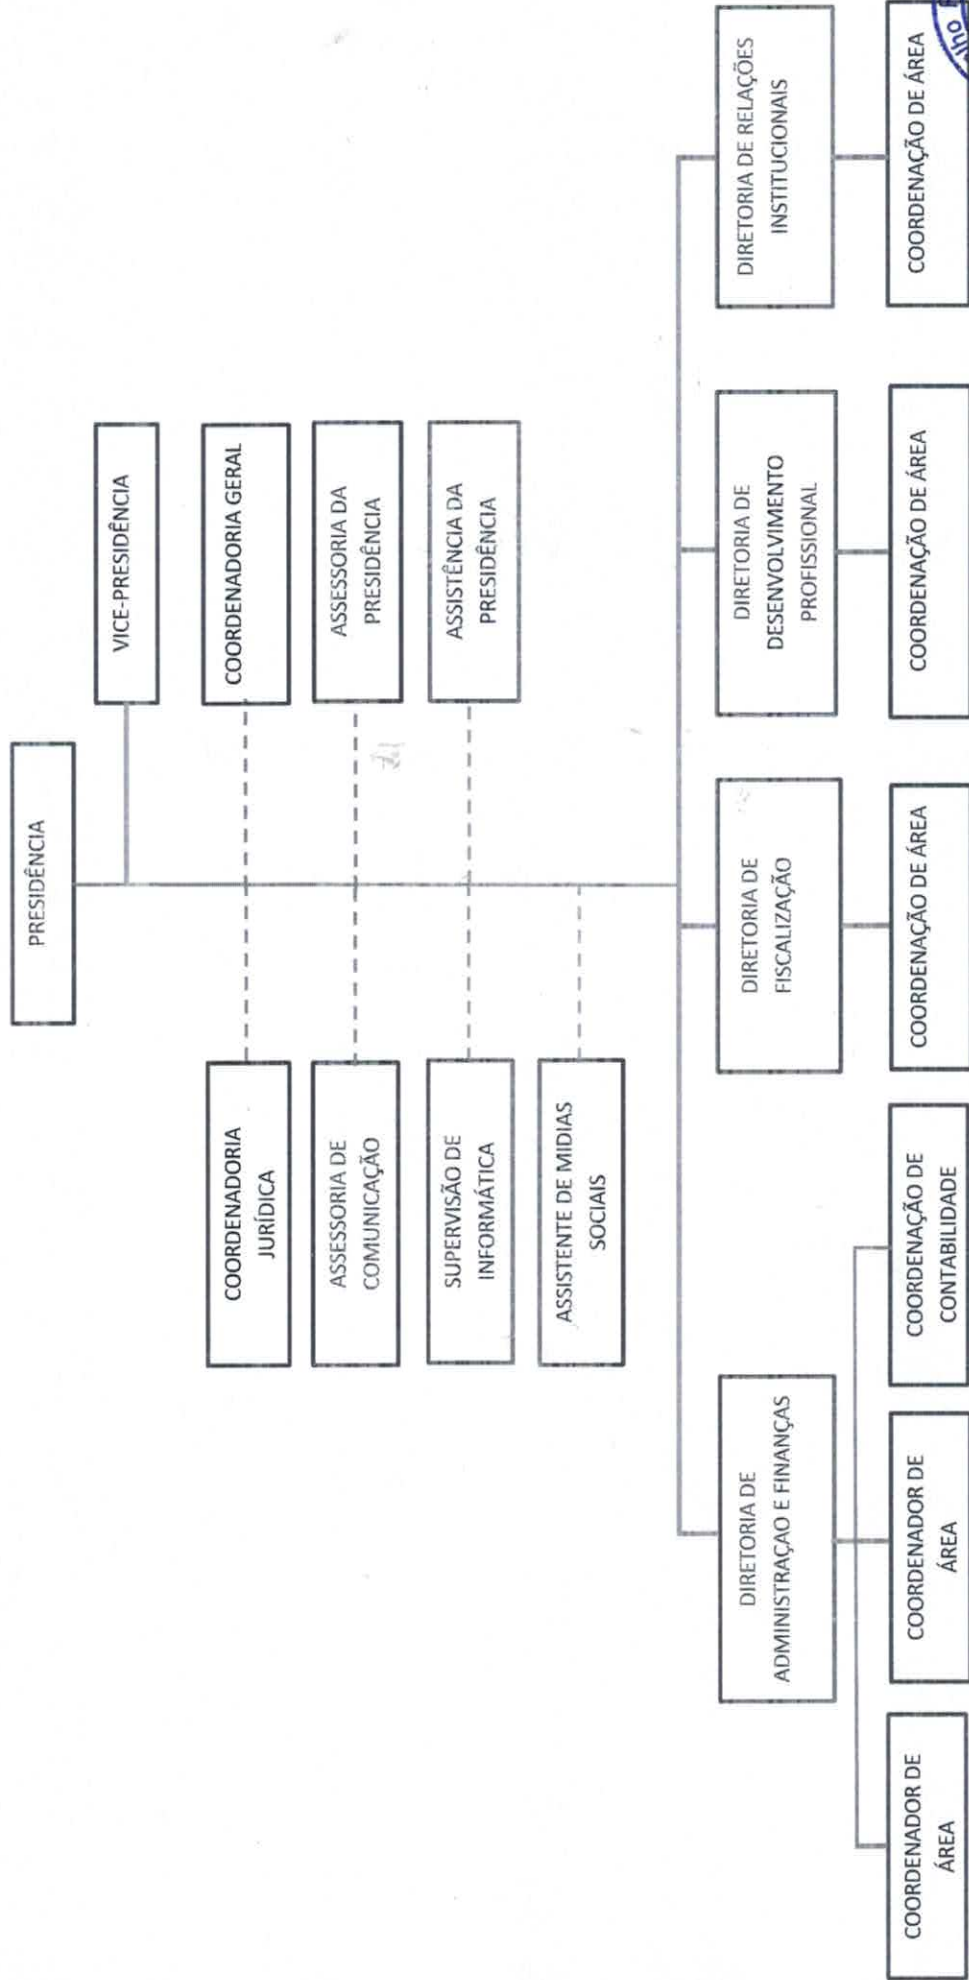 PRESIDÊNCIA
VICE-PRESIDÊNCIA
COORDENADORIA
JURÍDICA
COORDENADORIA GERAL
ASSESSORIA DE
COMUNICAÇÃO
ASSESSORIA DA
PRESIDÊNCIA
SUPERVISÃO DE
INFORMÁTICA
ASSISTÊNCIA DA
PRESIDÊNCIA
ASSISTENTE DE MIDIAS
SOCIAIS
DIRETORIA DE
ADMINISTRAÇAO E FINANÇAS
DIRETORIA DE
FISCALIZAÇÃO
DIRETORIA DE
DESENVOLVIMENTO
PROFISSIONAL
DIRETORIA DE RELAÇÕES
INSTITUCIONAIS
COORDENADOR DE
ÁREA
COORDENADOR DE
ÁREA
COORDENAÇÃO DE
CONTABILIDADE
COORDENAÇÃO DE ÁREA
COORDENAÇÃO DE ÁREA
COORDENAÇÃO DE ÁREA